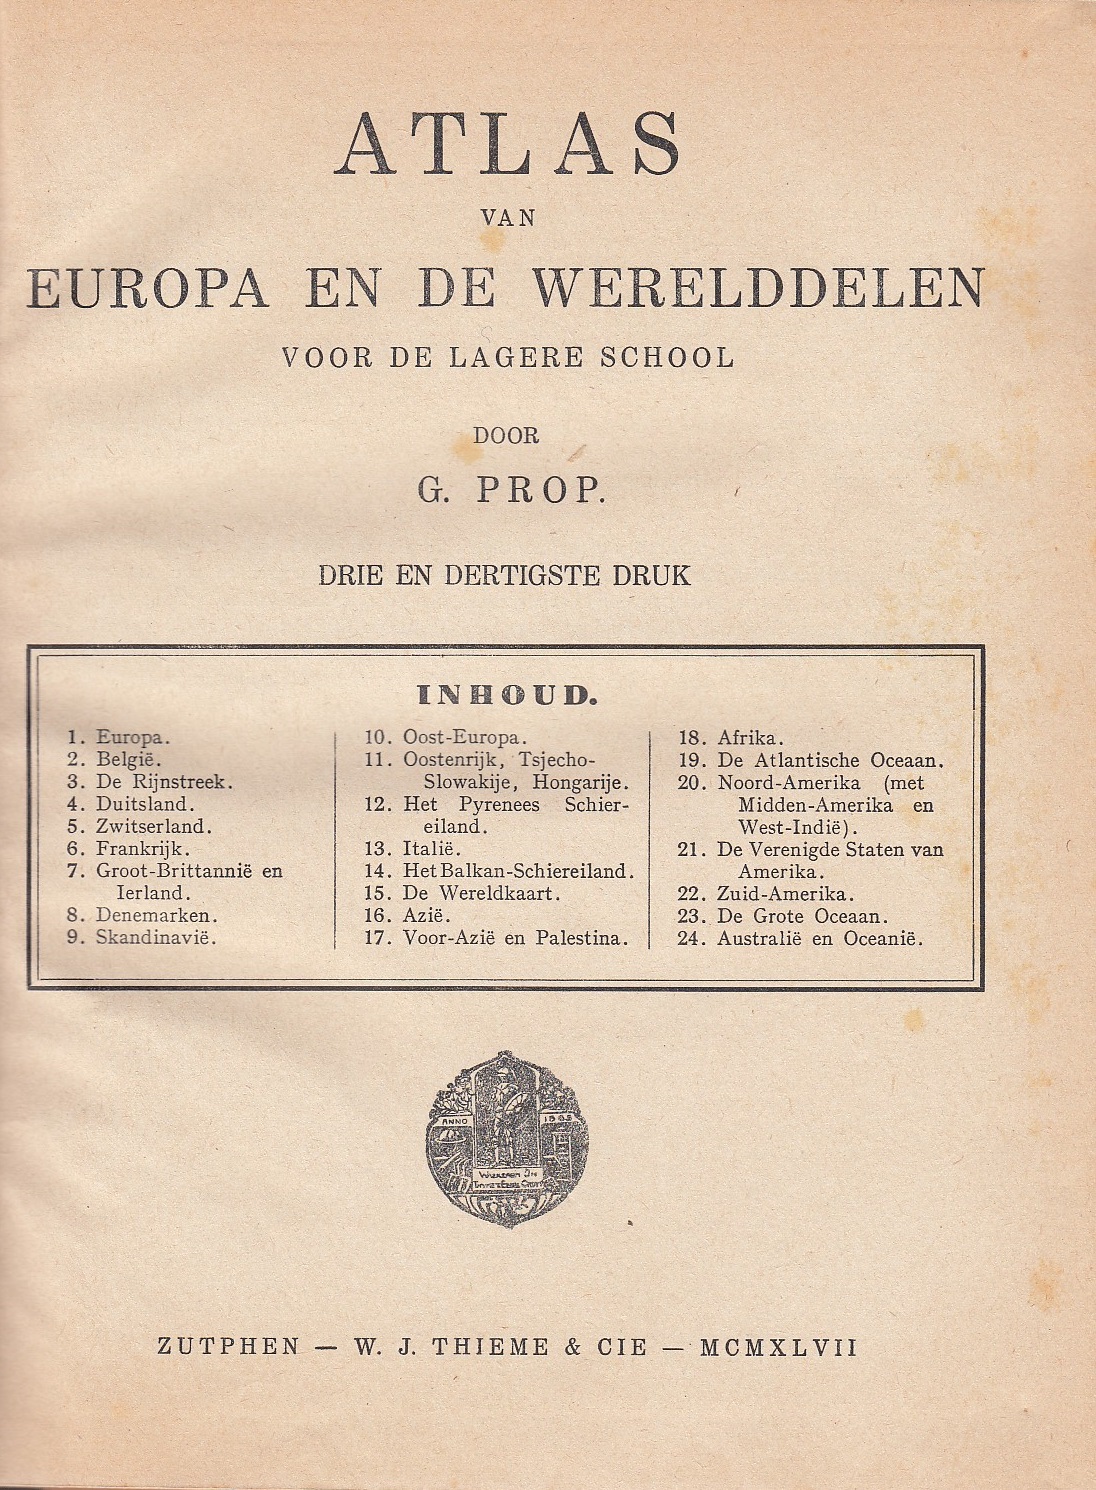 ATLAS
VAN
EUROPA EN DE WERELDDELEN
VOOR DE LAGERE SCHOOL
DOOR
G. PROP.
DRIE EN DERTIGSTE DRUK
INHOUD.
1. Europa.
2. België.
3. De Rijnstreek.
4. Duitsland.
5. Zwitserland.
6. Frankrijk.
7. Groot-Brittannië en
Ierland.
8. Denemarken.
9. Skandinavië.
10. Oost-Europa.
11. Oostenrijk, Tsjecho-
Slowakije, Hongarije.
12. Het Pyrenees Schier-
eiland.
13. Italië.
14. Het Balkan-Schiereiland.
15. De Wereldkaart.
16. Azië.
17. Voor-Azië en Palestina.
18. Afrika.
19. De Atlantische Oceaan.
20. Noord-Amerika (met
Midden-Amerika en
West-Indië).
21. De Verenigde Staten van
Amerika.
22. Zuid-Amerika.
23. De Grote Oceaan.
24. Australië en Oceanië.
ANNO
ZUTPHEN — W. J. THIEME & CIE — MCMXLVII